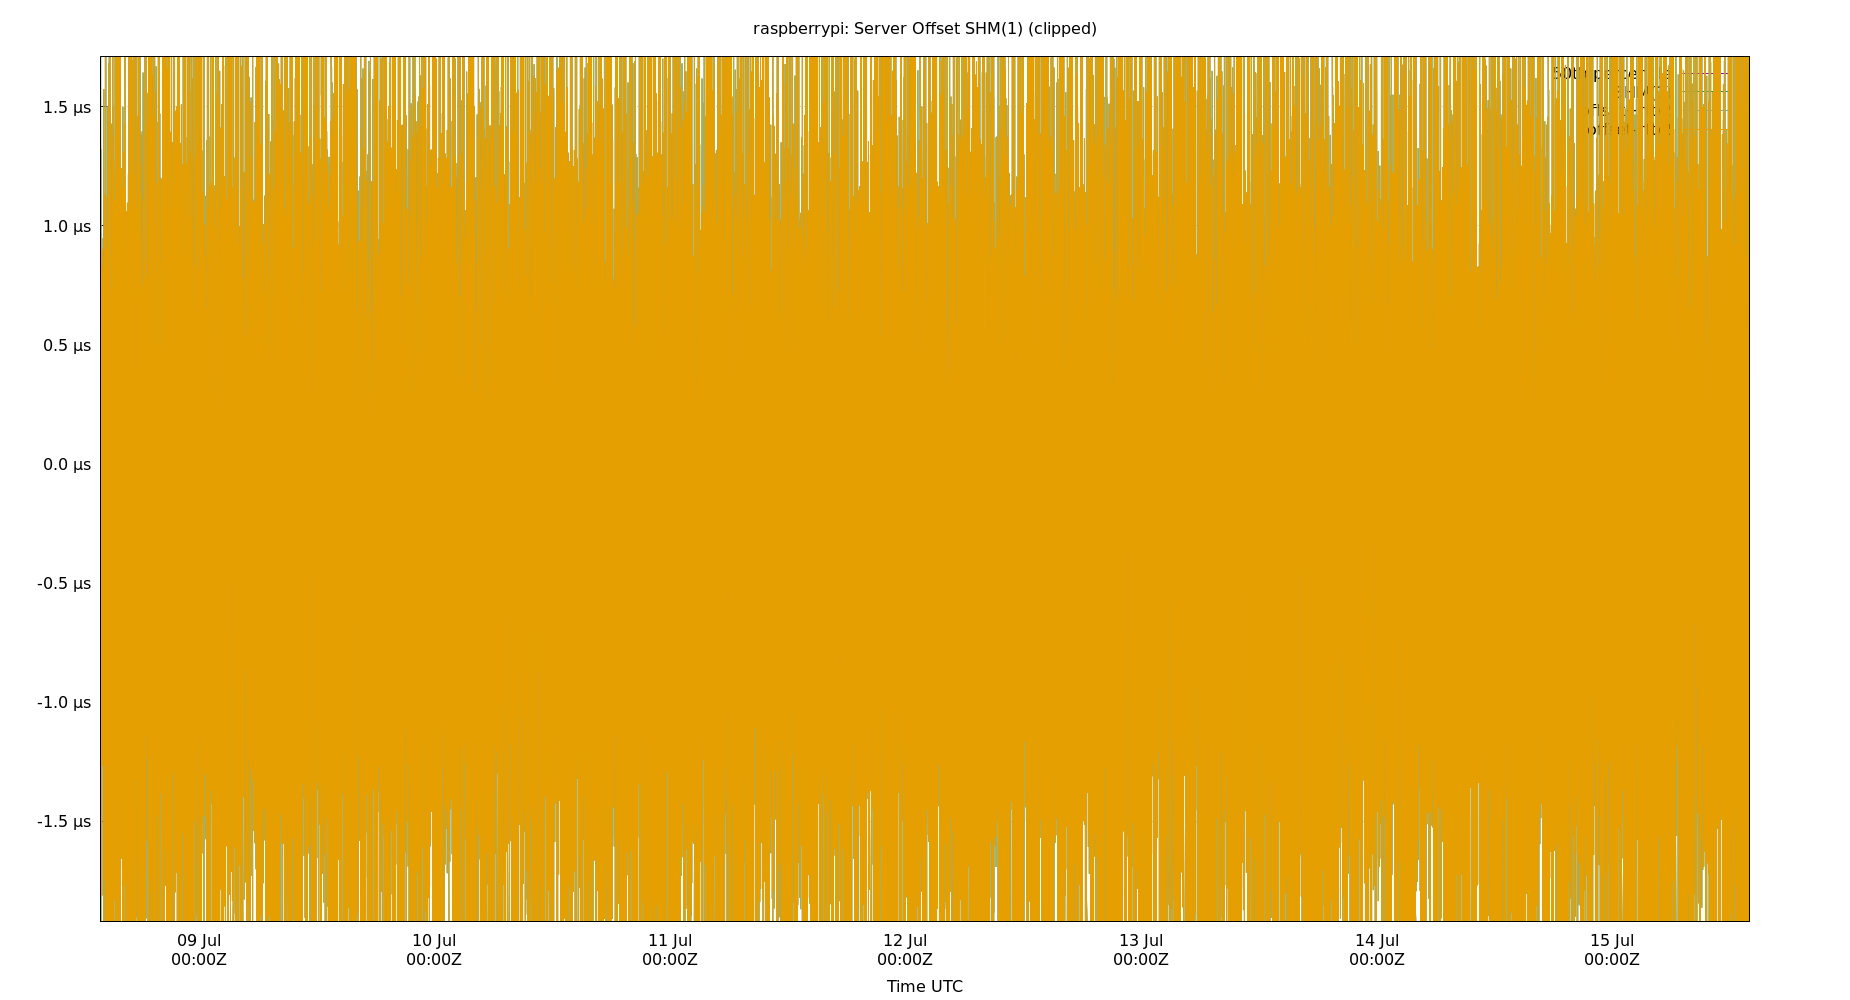 raspberrypi: Server Offset SHM(1) (clipped)
1.5 µs
1.0 µs
0.5 µs
0.0 µs
-0.5 µs
-1.0 µs
-1.5 µs
09 Jul 10 Jul 11 Jul 12 Jul 13 Jul 14 Jul 15 Jul
00:00Z 00:00Z 00:00Z 00:00Z 00:00Z 00:00Z 00:00Z
Time UTC